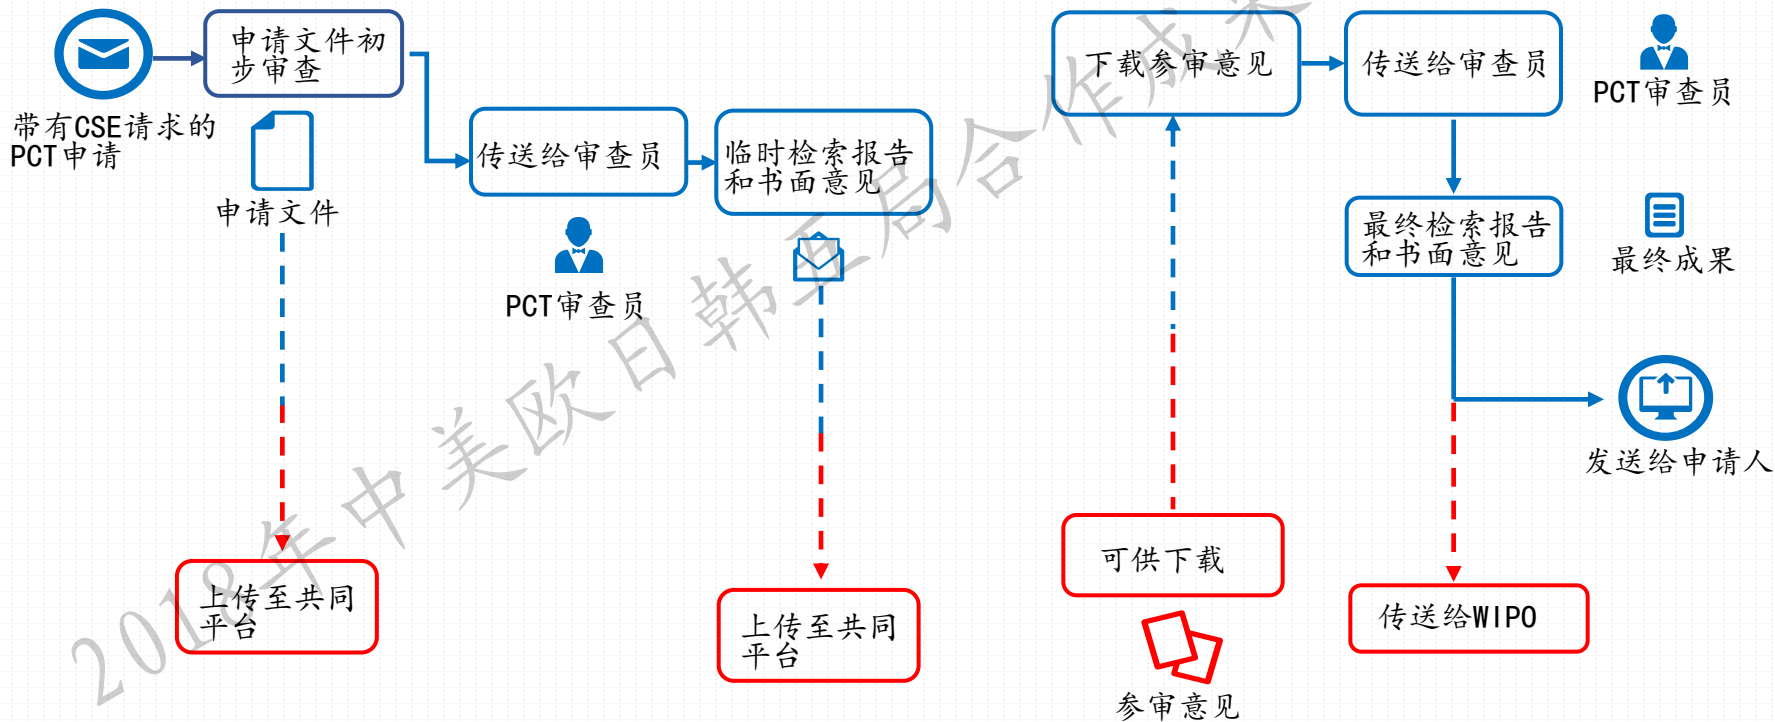 带有CSE请求的
PCT申请
申请文件初
步审查
申请文件
传送给审查员
PCT审查员
临时检索报告
和书面意见
上传至共同
平台
上传至共同
平台
下载参审意见
传送给审查员
PCT审查员
最终检索报告
和书面意见
最终成果
发送给申请人
可供下载
参审意见
传送给WIPO
2018年中美欧日韩五局合作成果